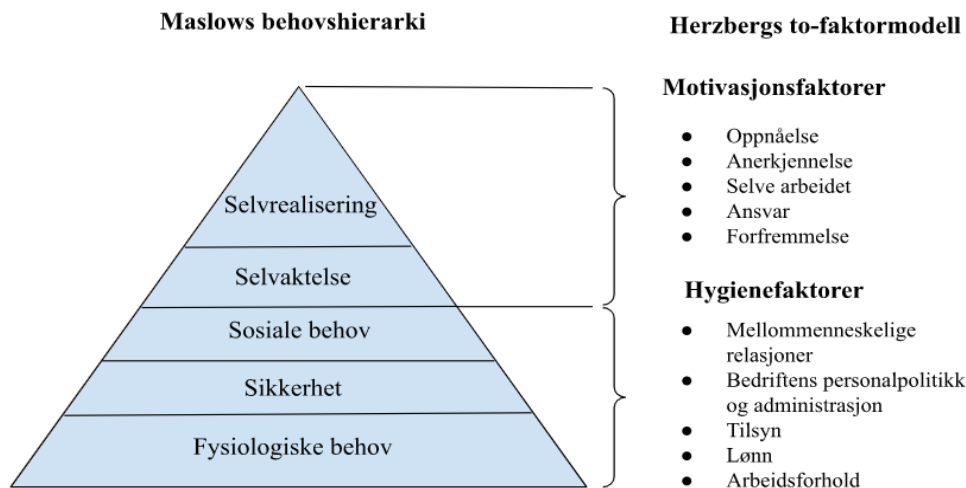 Maslows behovshierarki
Selvrealisering
Selvaktelse
Sosiale behov
Sikkerhet
Fysiologiske behov
Herzbergs to-faktormodell
Motivasjonsfaktorer
● Oppnåelse
● Anerkjennelse
● Selve arbeidet
● Ansvar
● Forfremmelse
Hygienefaktorer
● Mellommenneskelige
relasjoner
● Bedriftens personalpolitikk
og administrasjon
● Tilsyn
● Lønn
● Arbeidsforhold